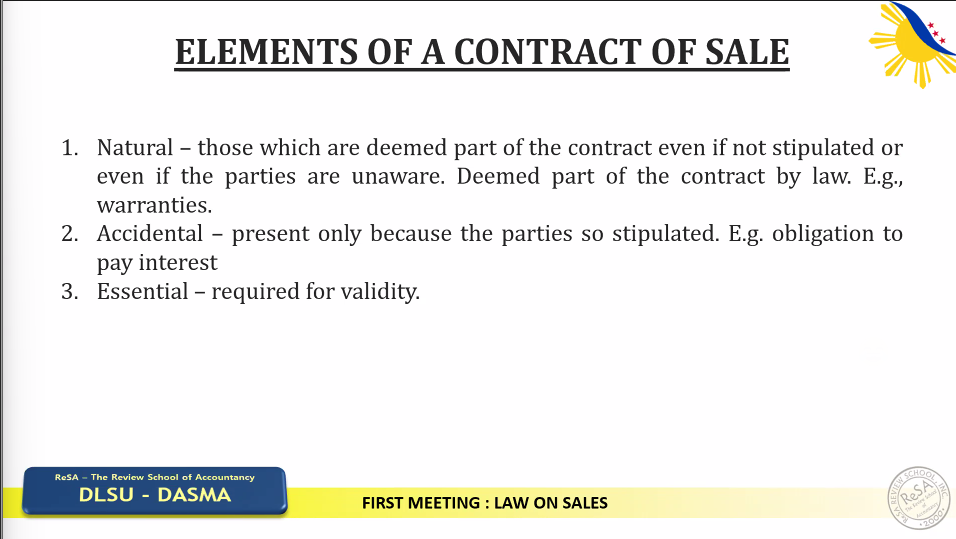 ELEMENTS OF A CONTRACT OF SALE
1. Natural – those which are deemed part of the contract even if not stipulated or
even if the parties are unaware. Deemed part of the contract by law. E.g.,
warranties.
2. Accidental – present only because the parties so stipulated. E.g. obligation to
pay interest
3. Essential – required for validity.
ReSA – The Review School of Accountancy
DLSU - DASMA
FIRST MEETING : LAW ON SALES
ReSA REVIEW SCHOOL, INC.
ReSA
The Review School
of
Accountancy
2000